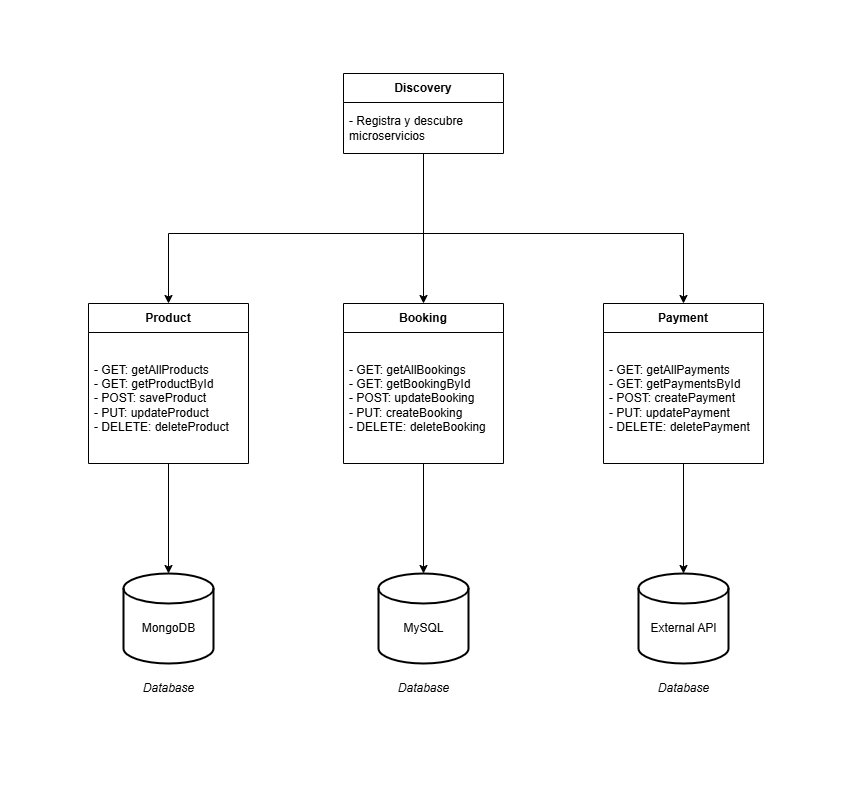 Discovery
- Registra y descubre
microservicios
Product
- GET: getAllProducts
- GET: getProductById
- POST: saveProduct
- PUT: updateProduct
- DELETE: deleteProduct
Booking
- GET: getAllBookings
- GET: getBookingById
- POST: updateBooking
- PUT: createBooking
- DELETE: deleteBooking
Payment
- GET: getAllPayments
- GET: getPaymentsById
- POST: createPayment
- PUT: updatePayment
- DELETE: deletePayment
MongoDB
Database
MySQL
Database
External API
Database